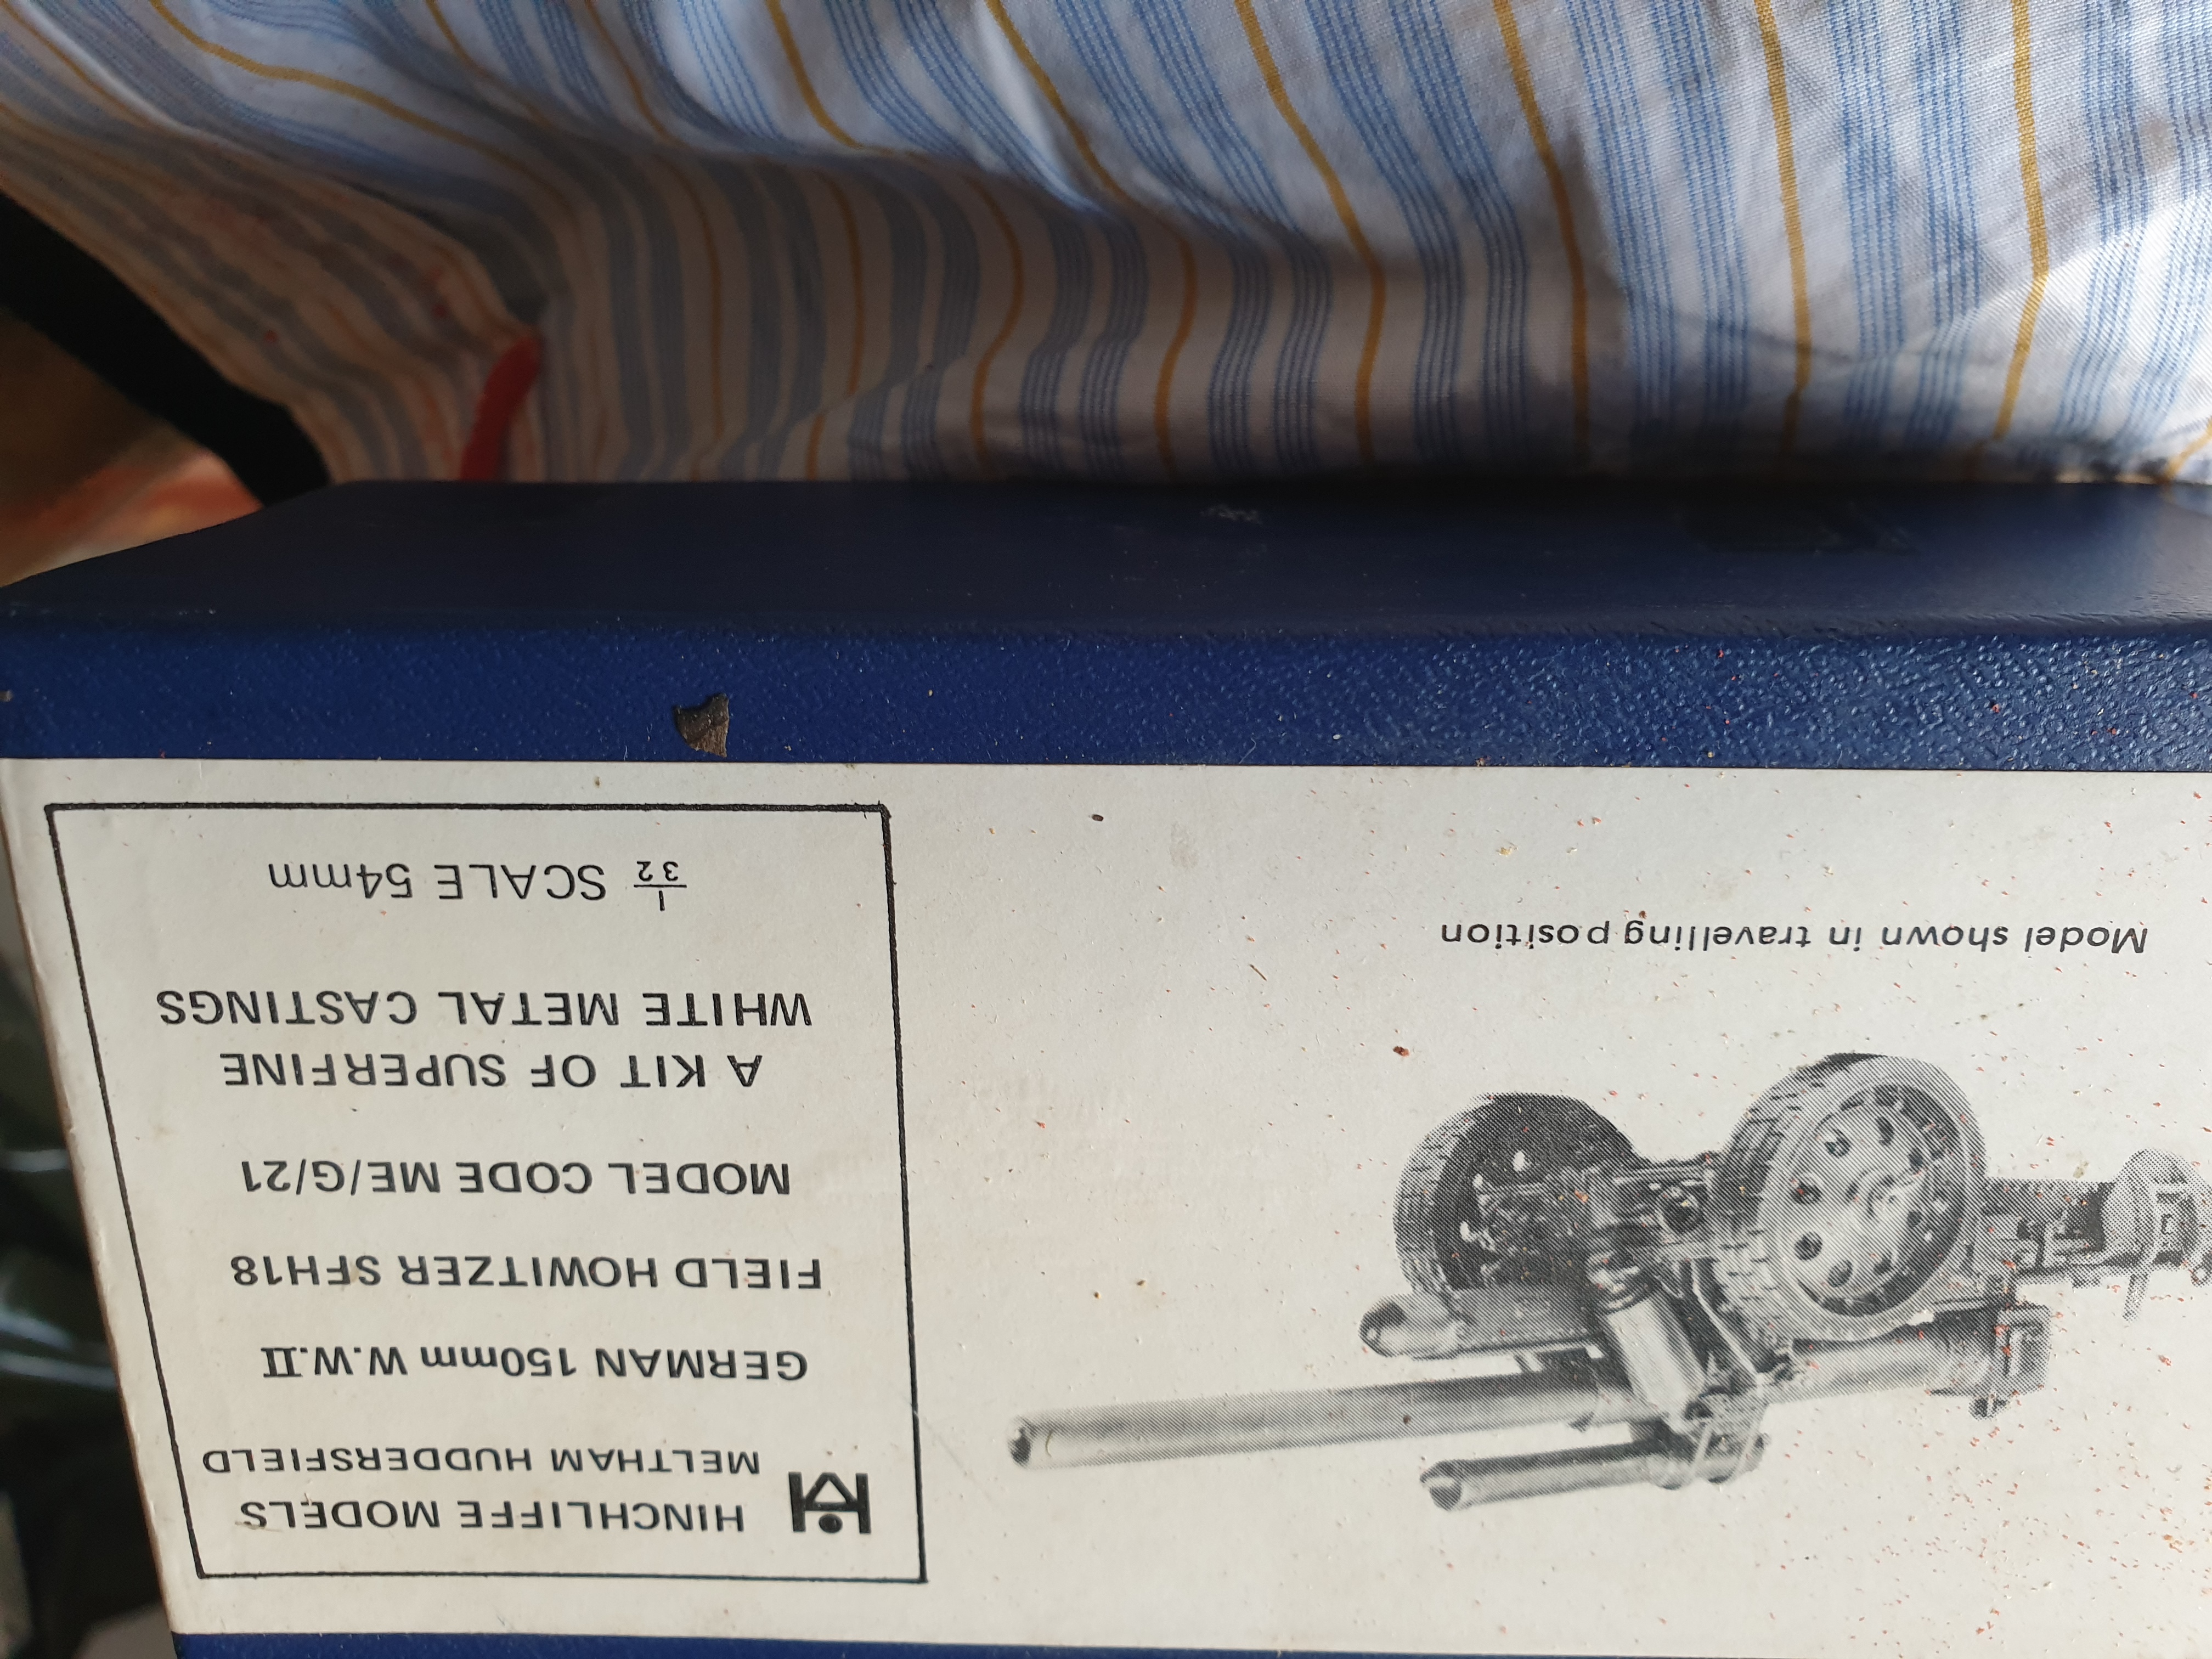 HINCHLIFFE MODELS
MELTHAM HUDDERSFIELD
GERMAN 150mm W.W.II
FIELD HOWITZER SFH18
MODEL CODE ME/G/21
A KIT OF SUPERFINE
WHITE METAL CASTINGS
1/32 SCALE 54mm
Model shown in travelling position